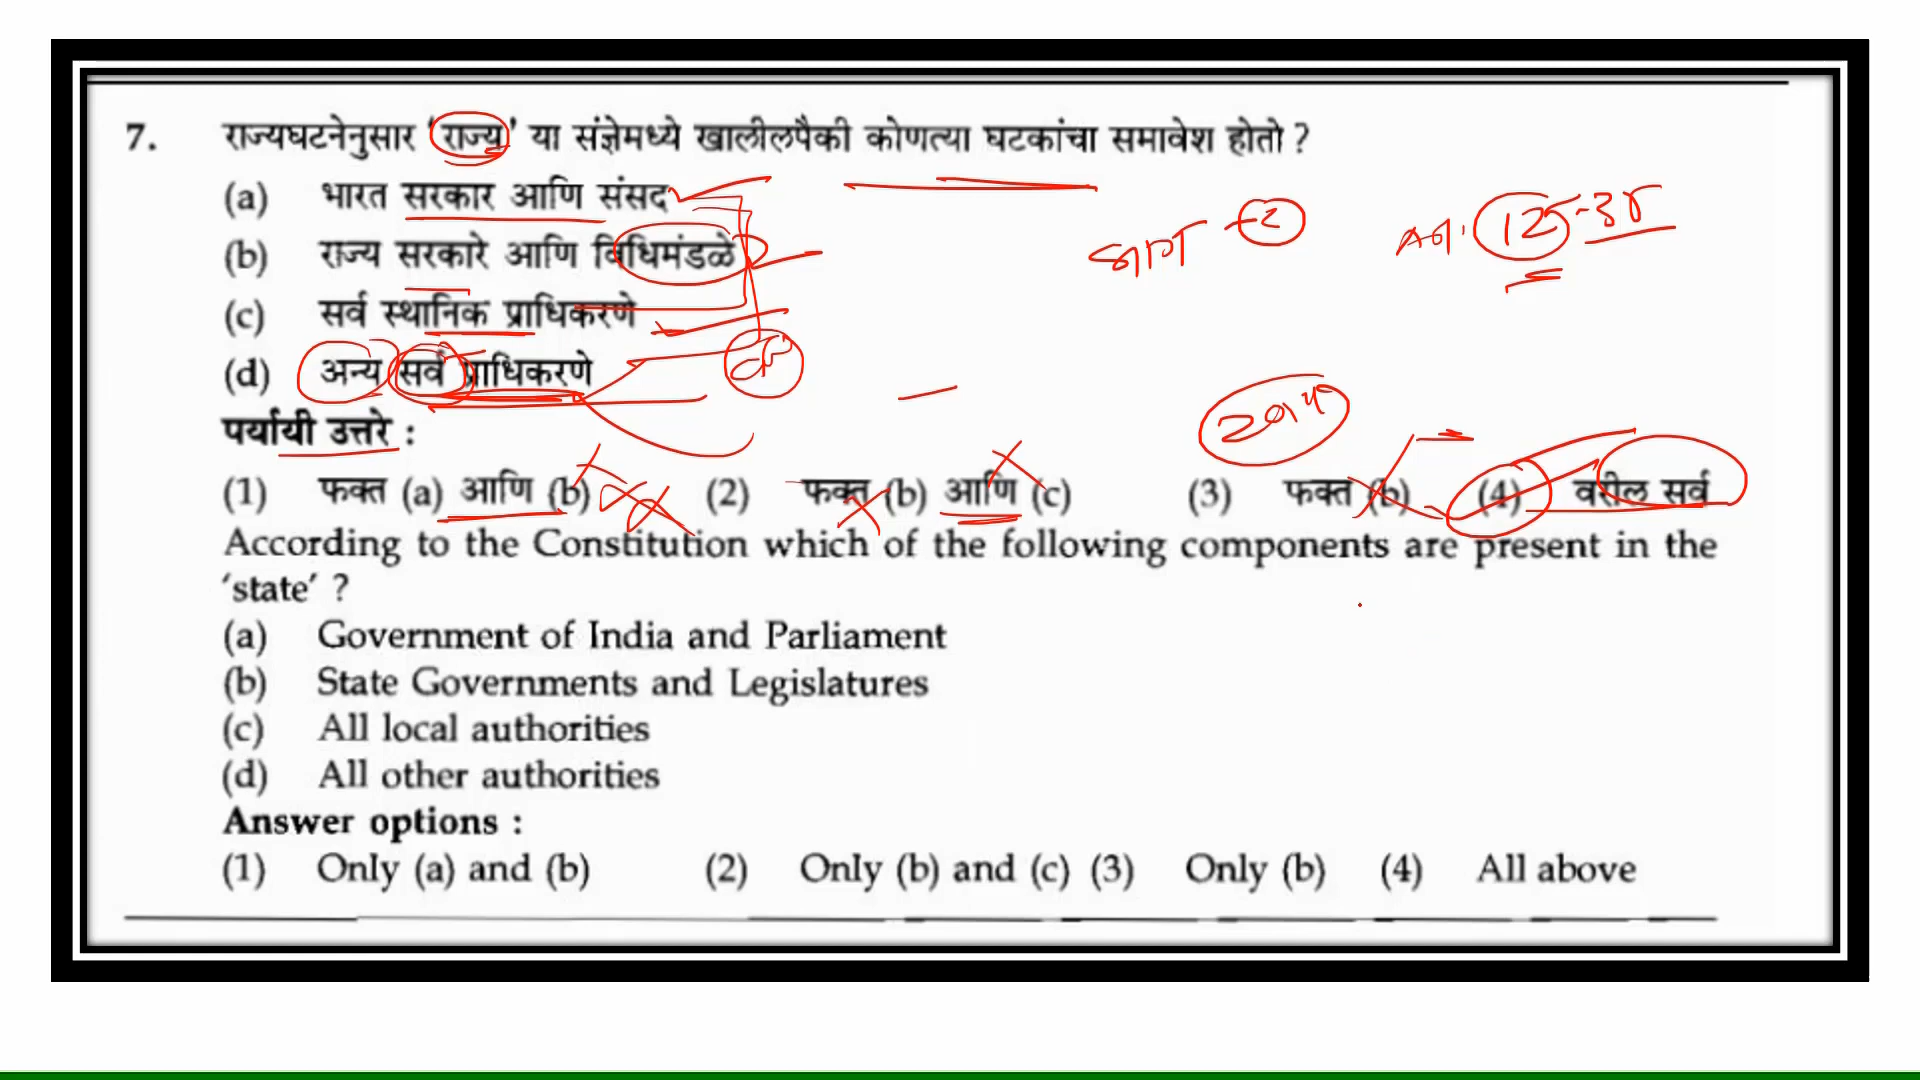 7. राज्यघटनेनुसार 'राज्य' या संज्ञेमध्ये खालीलपैकी कोणत्या घटकांचा समावेश होतो ?
(a) भारत सरकार आणि संसद
(b) राज्य सरकारे आणि विधिमंडळे
(c) सर्व स्थानिक प्राधिकरणे
(d) अन्य सर्व प्राधिकरणे
पर्यायी उत्तरे :
(1) फक्त (a) आणि (b) (2) फक्त (b) आणि (c) (3) फक्त (b) (4) वरील सर्व
According to the Constitution which of the following components are present in the
'state' ?
(a) Government of India and Parliament
(b) State Governments and Legislatures
(c) All local authorities
(d) All other authorities
Answer options :
(1) Only (a) and (b) (2) Only (b) and (c) (3) Only (b) (4) All above